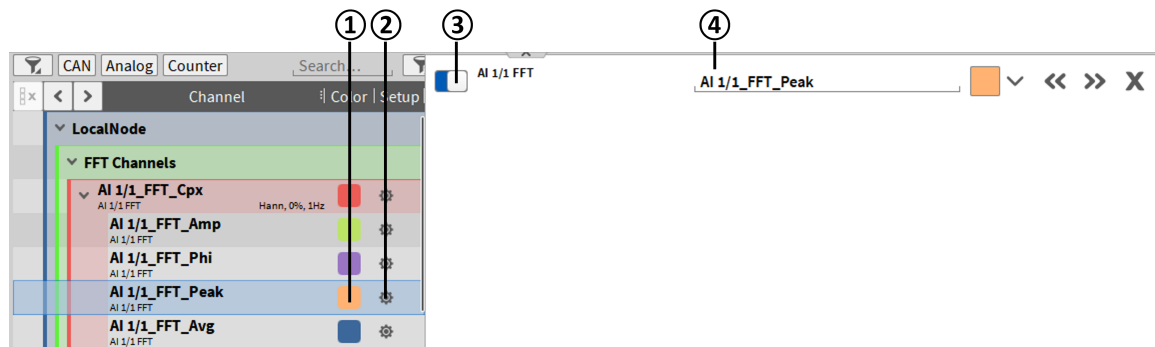 1 2 3 4
CAN Analog Counter Search...
AI 1/1 FFT
AI 1/1_FFT_Peak
Channel Color Setup
LocalNode
FFT Channels
AI 1/1_FFT_Cpx
AI 1/1 FFT Hann, 0%, 1Hz
AI 1/1_FFT_Amp
AI 1/1 FFT
AI 1/1_FFT_Phi
AI 1/1 FFT
AI 1/1_FFT_Peak
AI 1/1 FFT
AI 1/1_FFT_Avg
AI 1/1 FFT